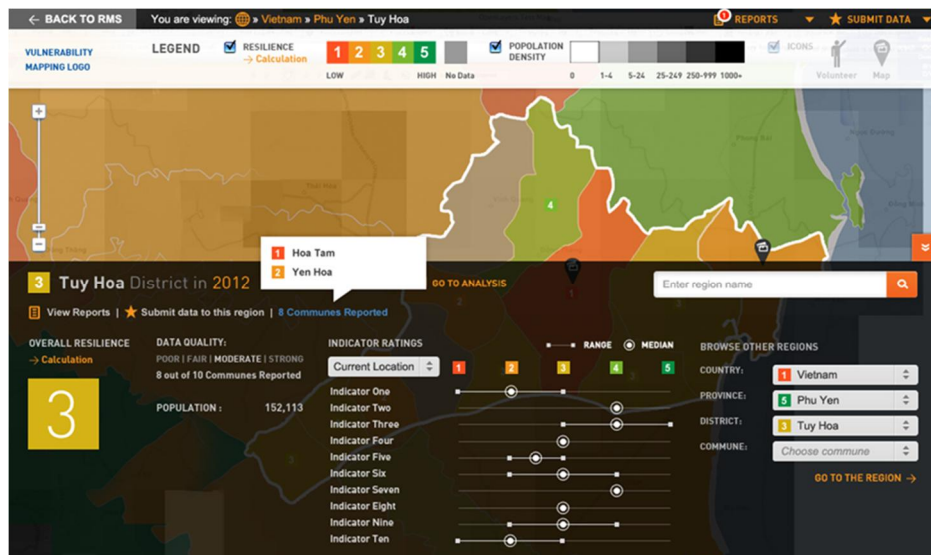 ← BACK TO RMS You are viewing: » Vietnam » Phu Yen » Tuy Hoa 1 REPORTS ▼ ★ SUBMIT DATA ▼
VULNERABILITY
MAPPING LOGO
LEGEND
RESILIENCE
→ Calculation
1 2 3 4 5
LOW HIGH No Data
POPOLATION
DENSITY
0 1-4 5-24 25-249 250-999 1000+
ICONS
Volunteer Map
4
1 Hoa Tam
2 Yen Hoa
3 Tuy Hoa District in 2012
GO TO ANALYSIS
Enter region name
View Reports | ★ Submit data to this region | 8 Communes Reported
OVERALL RESILIENCE
→ Calculation
3
DATA QUALITY:
POOR | FAIR | MODERATE | STRONG
8 out of 10 Communes Reported
POPULATION : 152,113
INDICATOR RATINGS
RANGE MEDIAN
Current Location 1 2 3 4 5
Indicator One
Indicator Two
Indicator Three
Indicator Four
Indicator Five
Indicator Six
Indicator Seven
Indicator Eight
Indicator Nine
Indicator Ten
BROWSE OTHER REGIONS
COUNTRY: 1 Vietnam
PROVINCE: 5 Phu Yen
DISTRICT: 3 Tuy Hoa
COMMUNE: Choose commune
GO TO THE REGION →